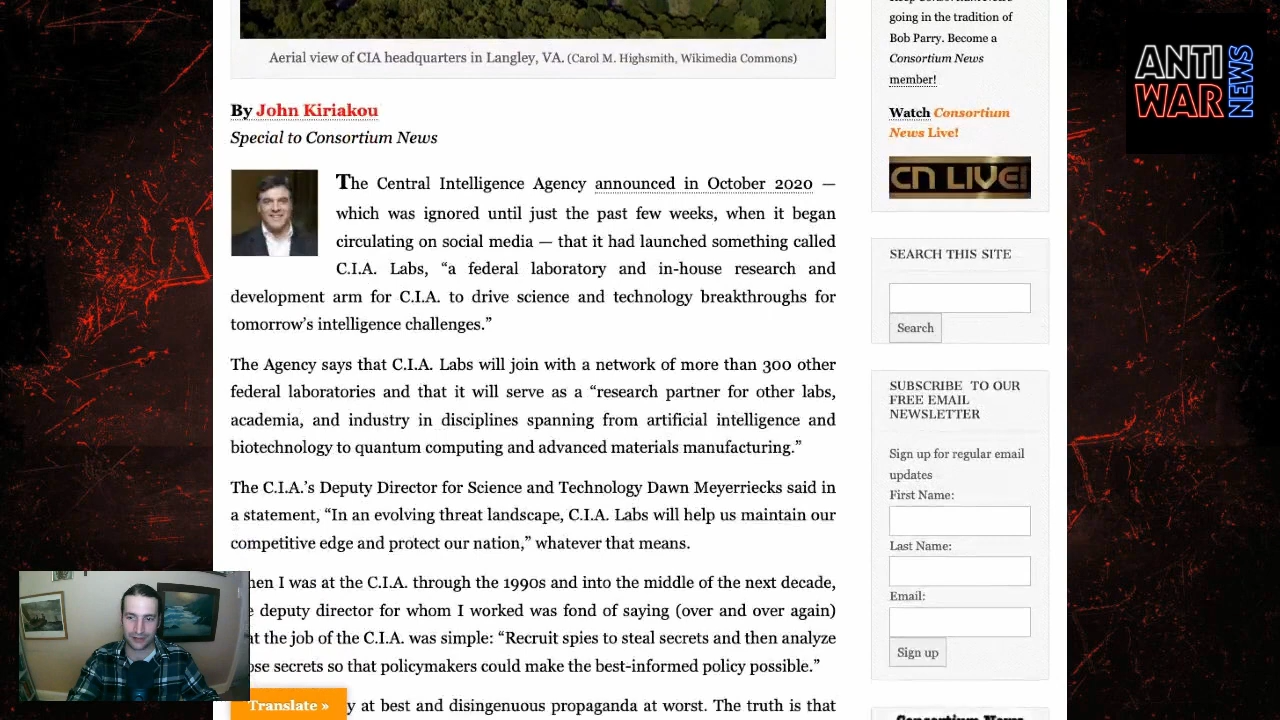 Aerial view of CIA headquarters in Langley, VA. (Carol M. Highsmith, Wikimedia Commons)
By John Kiriakou
Special to Consortium News
The Central Intelligence Agency announced in October 2020 —
which was ignored until just the past few weeks, when it began
circulating on social media — that it had launched something called
C.I.A. Labs, “a federal laboratory and in-house research and
development arm for C.I.A. to drive science and technology breakthroughs for
tomorrow’s intelligence challenges.”
The Agency says that C.I.A. Labs will join with a network of more than 300 other
federal laboratories and that it will serve as a “research partner for other labs,
academia, and industry in disciplines spanning from artificial intelligence and
biotechnology to quantum computing and advanced materials manufacturing.”
The C.I.A.’s Deputy Director for Science and Technology Dawn Meyerriecks said in
a statement, “In an evolving threat landscape, C.I.A. Labs will help us maintain our
competitive edge and protect our nation,” whatever that means.
hen I was at the C.I.A. through the 1990s and into the middle of the next decade,
e deputy director for whom I worked was fond of saying (over and over again)
at the job of the C.I.A. was simple: “Recruit spies to steal secrets and then analyze
ose secrets so that policymakers could make the best-informed policy possible.”
y at best and disingenuous propaganda at worst. The truth is that
Translate »
going in the tradition of
Bob Parry. Become a
Consortium News
member!
Watch Consortium
News Live!
CN LIVE!
SEARCH THIS SITE
Search
SUBSCRIBE TO OUR
FREE EMAIL
NEWSLETTER
Sign up for regular email
updates
First Name:
Last Name:
Email:
Sign up
ANTI
WAR
NEWS